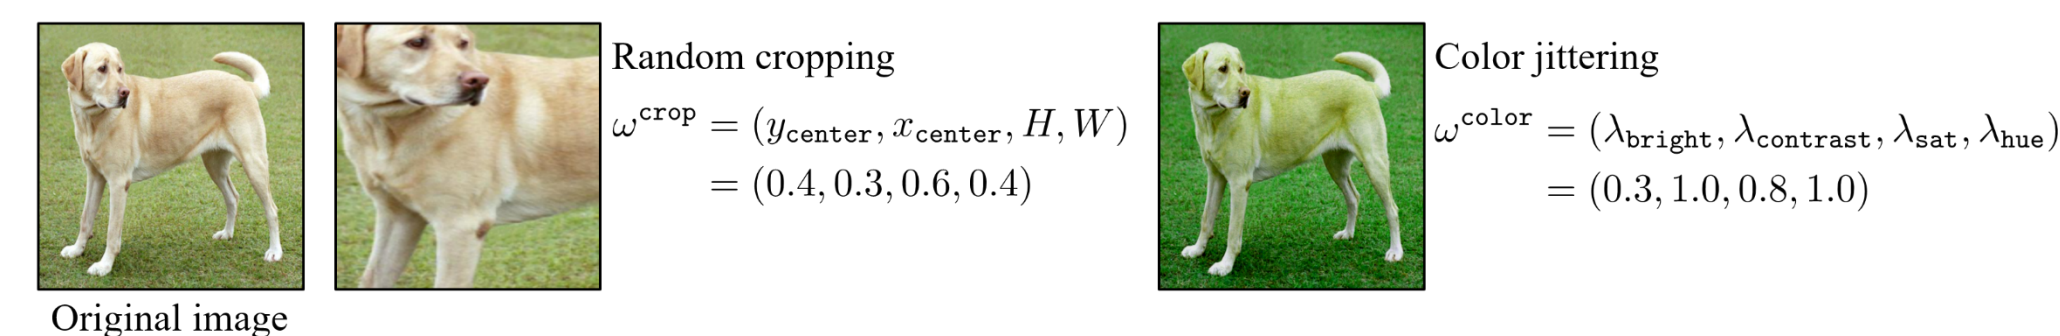 Original image
Random cropping
ω^crop = (y_center, x_center, H, W)
= (0.4, 0.3, 0.6, 0.4)
Color jittering
ω^color = (λ_bright, λ_contrast, λ_sat, λ_hue)
= (0.3, 1.0, 0.8, 1.0)